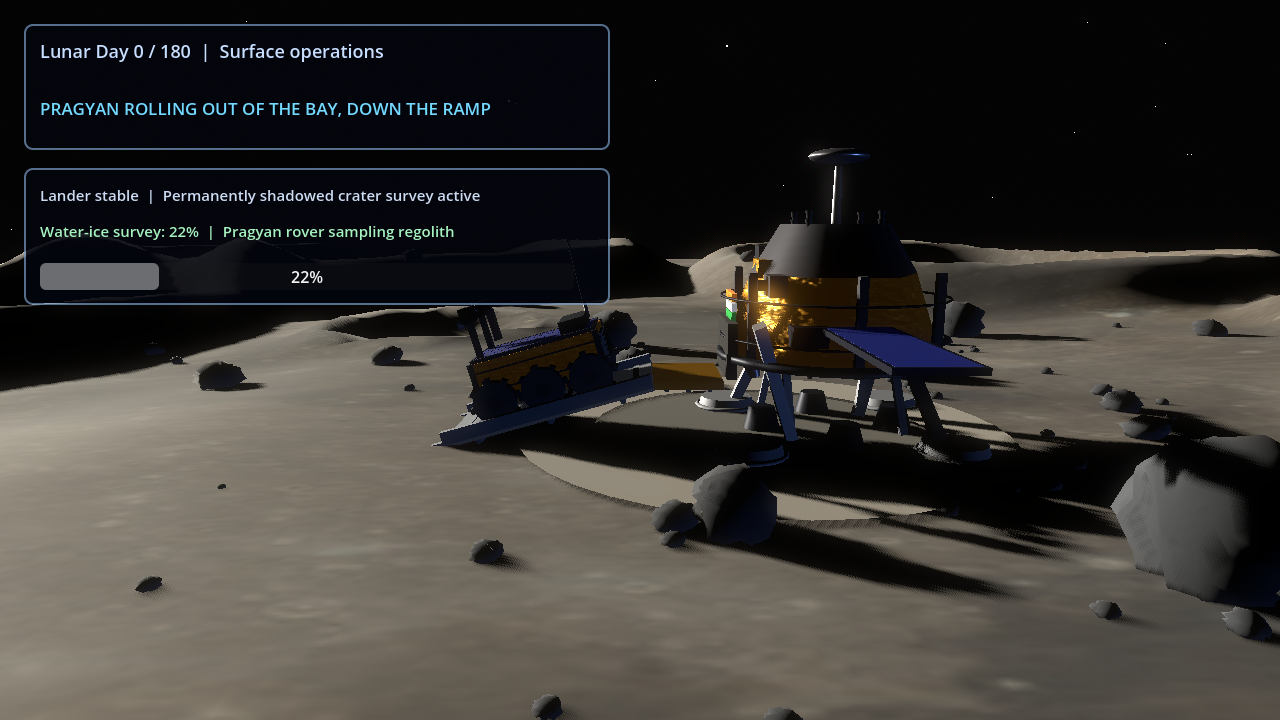 Lunar Day 0 / 180  |  Surface operations
PRAGYAN ROLLING OUT OF THE BAY, DOWN THE RAMP
Lander stable  |  Permanently shadowed crater survey active
Water-ice survey: 22%  |  Pragyan rover sampling regolith
22%